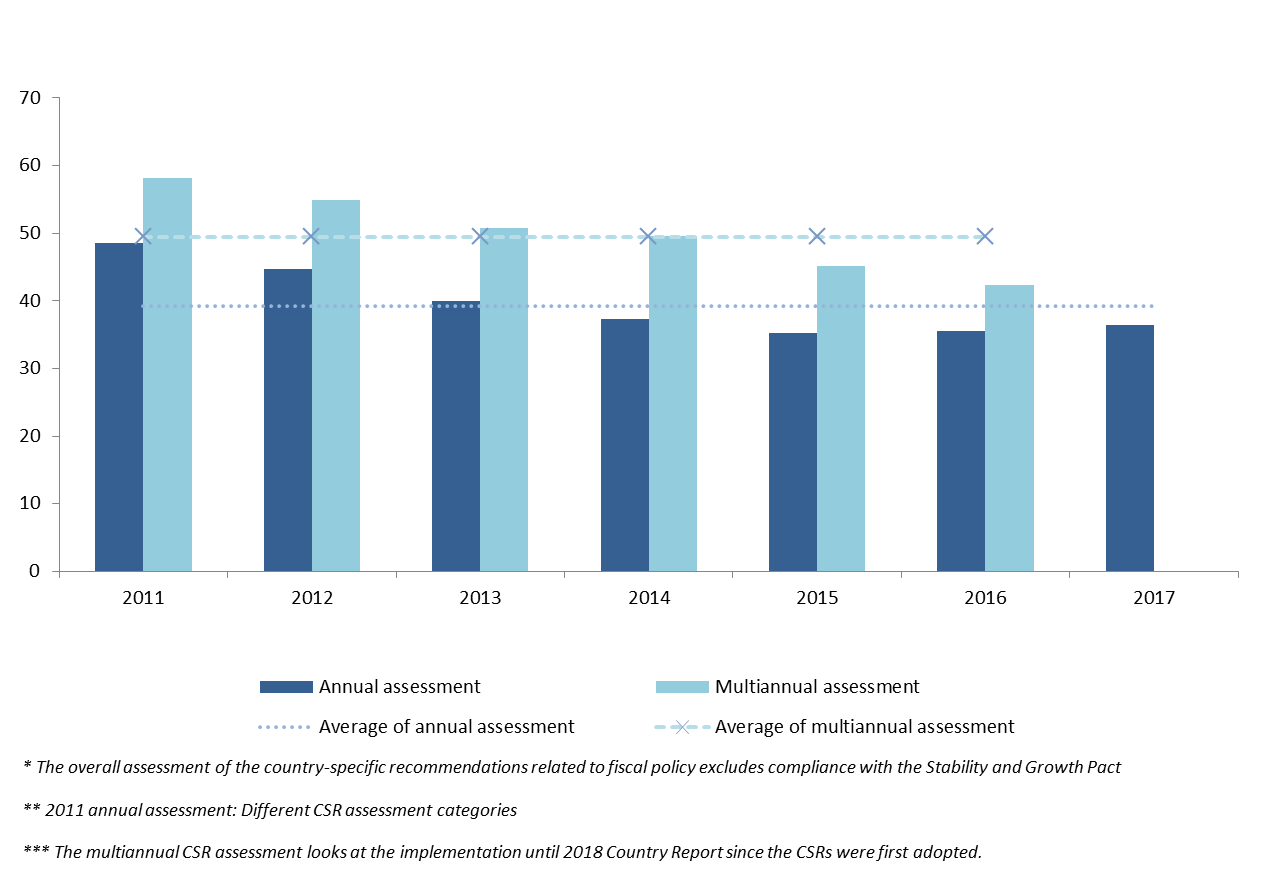 70
60
50
40
30
20
10
0
2011 2012 2013 2014 2015 2016 2017
Annual assessment Multiannual assessment
Average of annual assessment Average of multiannual assessment
* The overall assessment of the country-specific recommendations related to fiscal policy excludes compliance with the Stability and Growth Pact
** 2011 annual assessment: Different CSR assessment categories
*** The multiannual CSR assessment looks at the implementation until 2018 Country Report since the CSRs were first adopted.